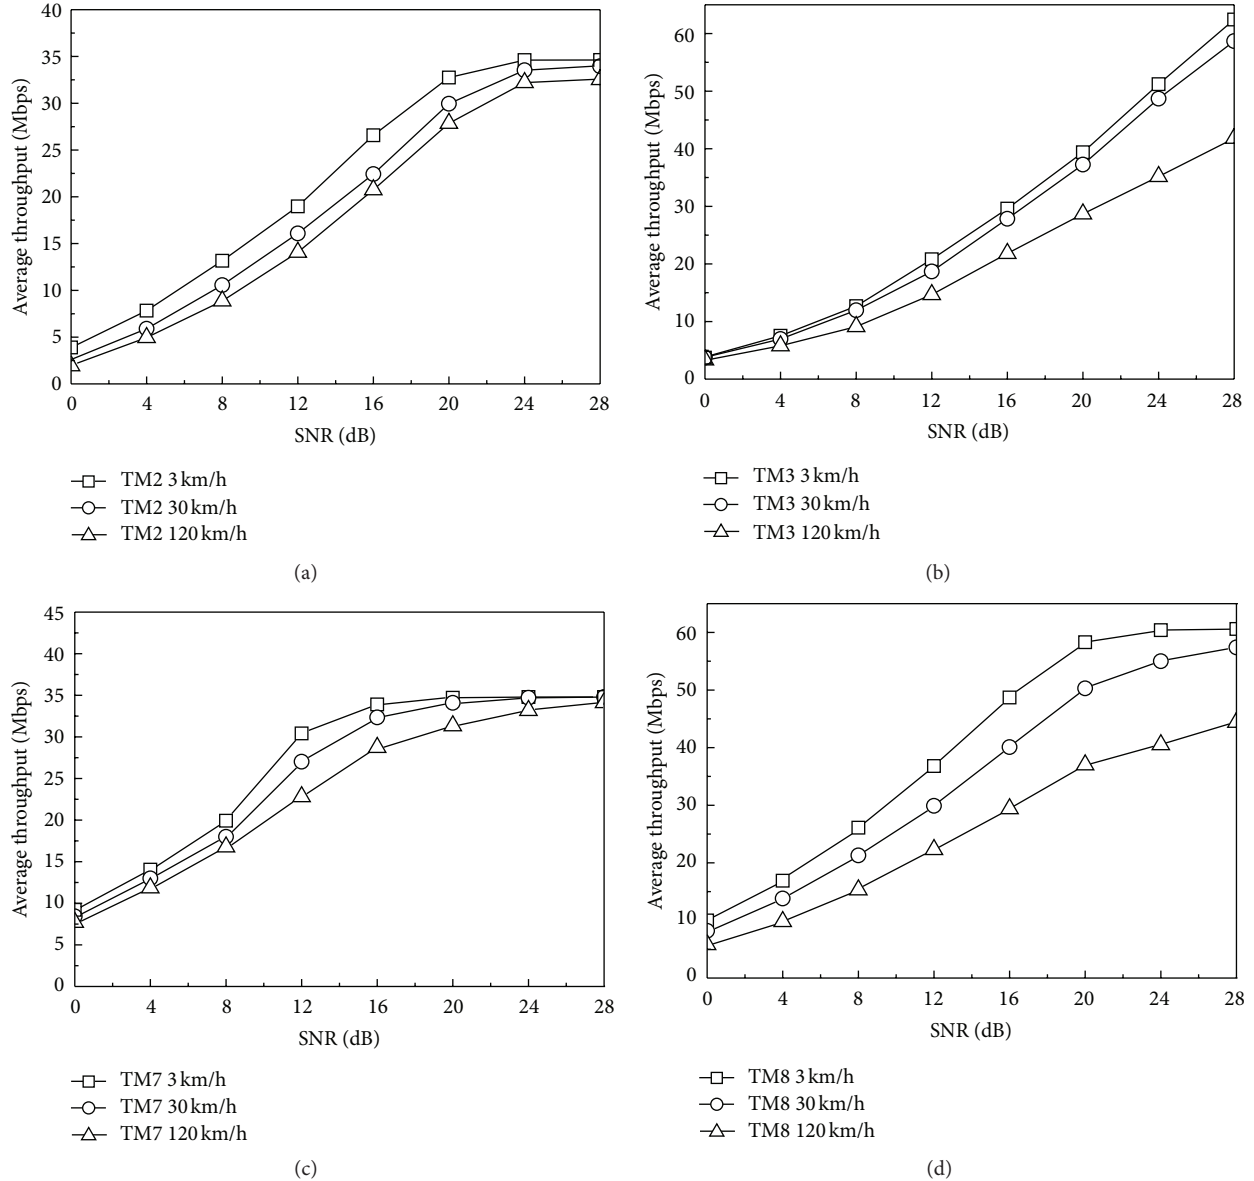 40
35
30
25
20
15
10
5
0
Average throughput (Mbps)
0 4 8 12 16 20 24 28
SNR (dB)
TM2 3 km/h
TM2 30 km/h
TM2 120 km/h
(a)
60
50
40
30
20
10
0
Average throughput (Mbps)
0 4 8 12 16 20 24 28
SNR (dB)
TM3 3 km/h
TM3 30 km/h
TM3 120 km/h
(b)
45
40
35
30
25
20
15
10
5
0
Average throughput (Mbps)
0 4 8 12 16 20 24 28
SNR (dB)
TM7 3 km/h
TM7 30 km/h
TM7 120 km/h
(c)
60
50
40
30
20
10
0
Average throughput (Mbps)
0 4 8 12 16 20 24 28
SNR (dB)
TM8 3 km/h
TM8 30 km/h
TM8 120 km/h
(d)